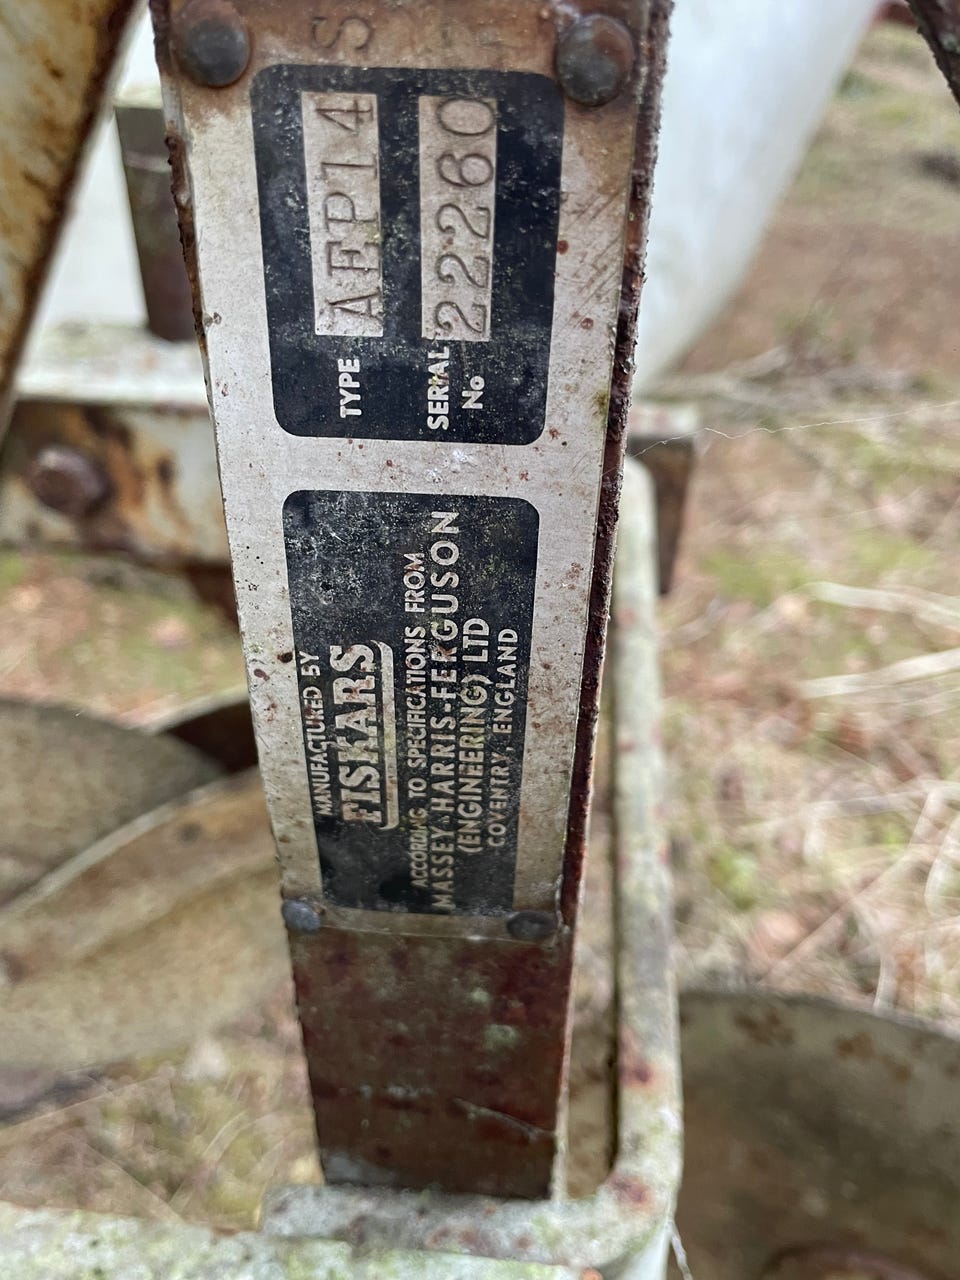 MANUFACTURED BY
FISKARS
ACCORDING TO SPECIFICATIONS FROM
MASSEY-HARRIS-FERGUSON
(ENGINEERING) LTD
COVENTRY, ENGLAND
TYPE AEP14 S
SERIAL No 22260